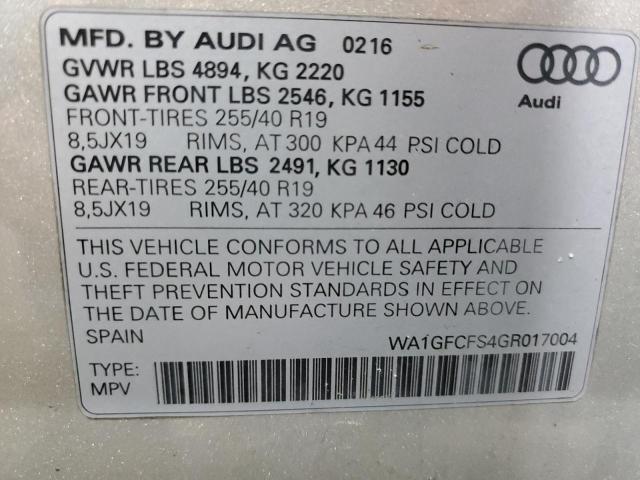 MFD. BY AUDI AG 0216
GVWR LBS 4894, KG 2220
GAWR FRONT LBS 2546, KG 1155
FRONT-TIRES 255/40 R19
8,5JX19 RIMS, AT 300 KPA 44 PSI COLD
GAWR REAR LBS 2491, KG 1130
REAR-TIRES 255/40 R19
8,5JX19 RIMS, AT 320 KPA 46 PSI COLD
Audi
THIS VEHICLE CONFORMS TO ALL APPLICABLE
U.S. FEDERAL MOTOR VEHICLE SAFETY AND
THEFT PREVENTION STANDARDS IN EFFECT ON
THE DATE OF MANUFACTURE SHOWN ABOVE.
SPAIN WA1GFCFS4GR017004
TYPE:
MPV